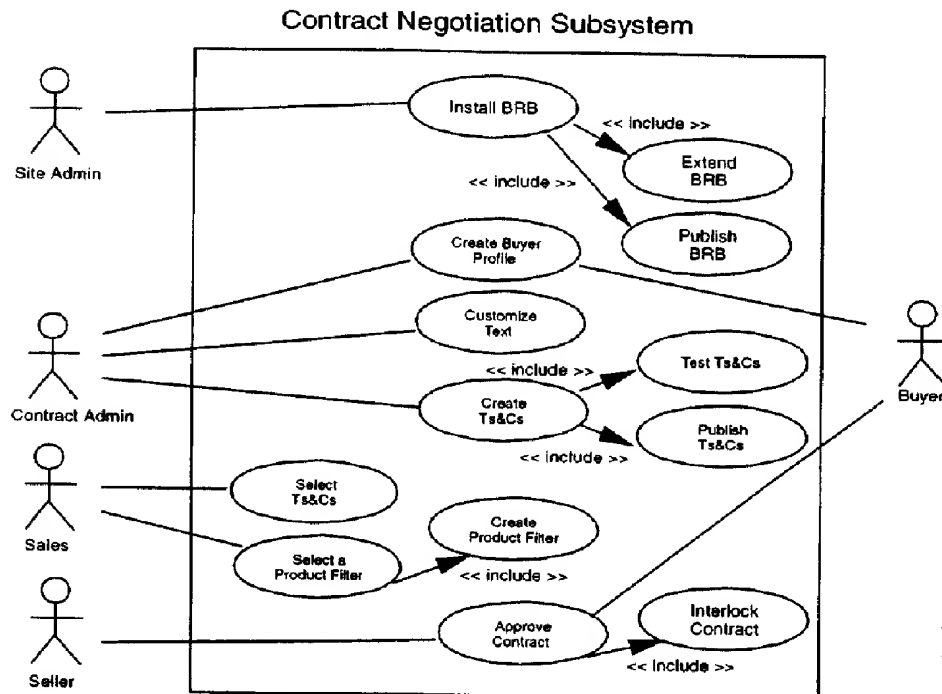 Contract Negotiation Subsystem
Install BRB
<< include >>
Site Admin
Extend
BRB
<< include >>
Publish
BRB
Create Buyer
Profile
Customize
Text
Contract Admin
<< include >>
Test Ts&Cs
Buyer
Create
Ts&Cs
Publish
Ts&Cs
<< include >>
Sales
Select
Ts&Cs
Create
Product Filter
Select a
Product Filter
<< include >>
Seller
Approve
Contract
Interlock
Contract
<< include >>